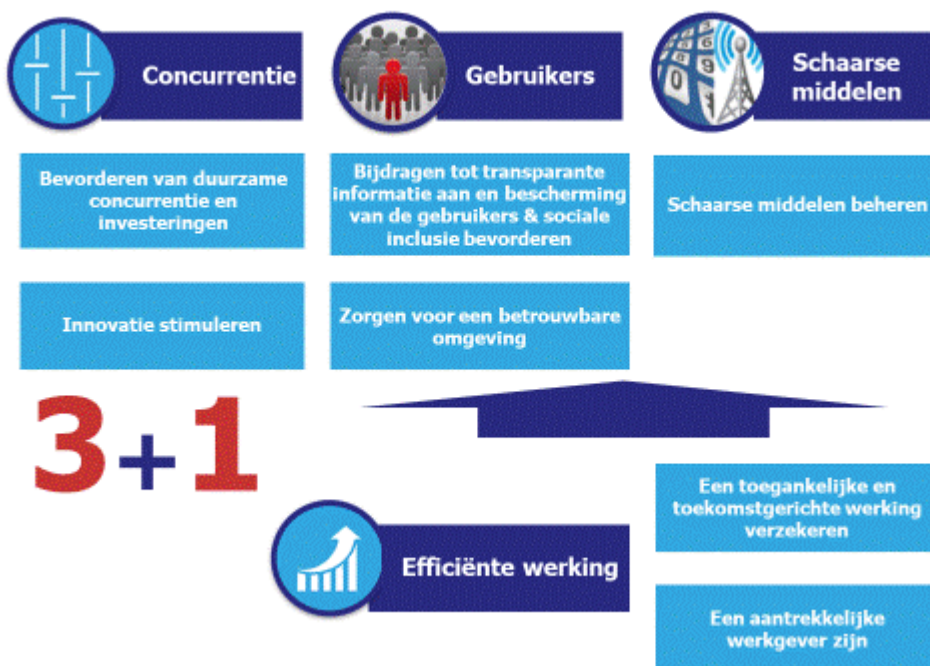 Concurrentie
Gebruikers
Schaarse
middelen
Bevorderen van duurzame
concurrentie en
investeringen
Bijdragen tot transparante
informatie aan en bescherming
van de gebruikers & sociale
inclusie bevorderen
Schaarse middelen beheren
Innovatie stimuleren
Zorgen voor een betrouwbare
omgeving
3+1
Efficiënte werking
Een toegankelijke en
toekomstgerichte werking
verzekeren
Een aantrekkelijke
werkgever zijn